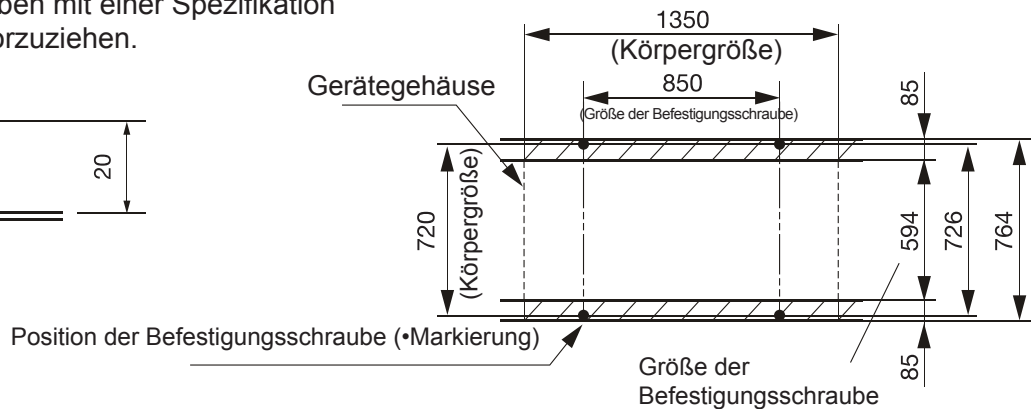 ben mit einer Spezifikation
orzuziehen.
1350
(Körpergröße)
Gerätegehäuse
850
(Größe der Befestigungsschraube)
85
20
720
(Körpergröße)
594
726
764
Position der Befestigungsschraube (•Markierung)
Größe der
Befestigungsschraube
85